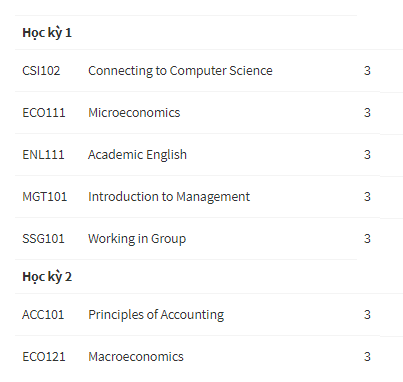 Học kỳ 1
CSI102 Connecting to Computer Science 3
ECO111 Microeconomics 3
ENL111 Academic English 3
MGT101 Introduction to Management 3
SSG101 Working in Group 3
Học kỳ 2
ACC101 Principles of Accounting 3
ECO121 Macroeconomics 3